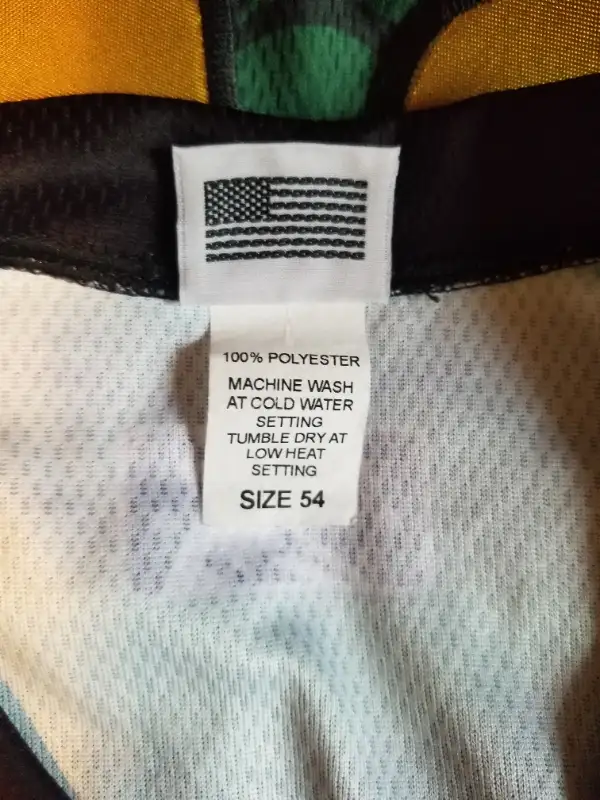 100% POLYESTER
MACHINE WASH
AT COLD WATER
SETTING
TUMBLE DRY AT
LOW HEAT
SETTING
SIZE 54